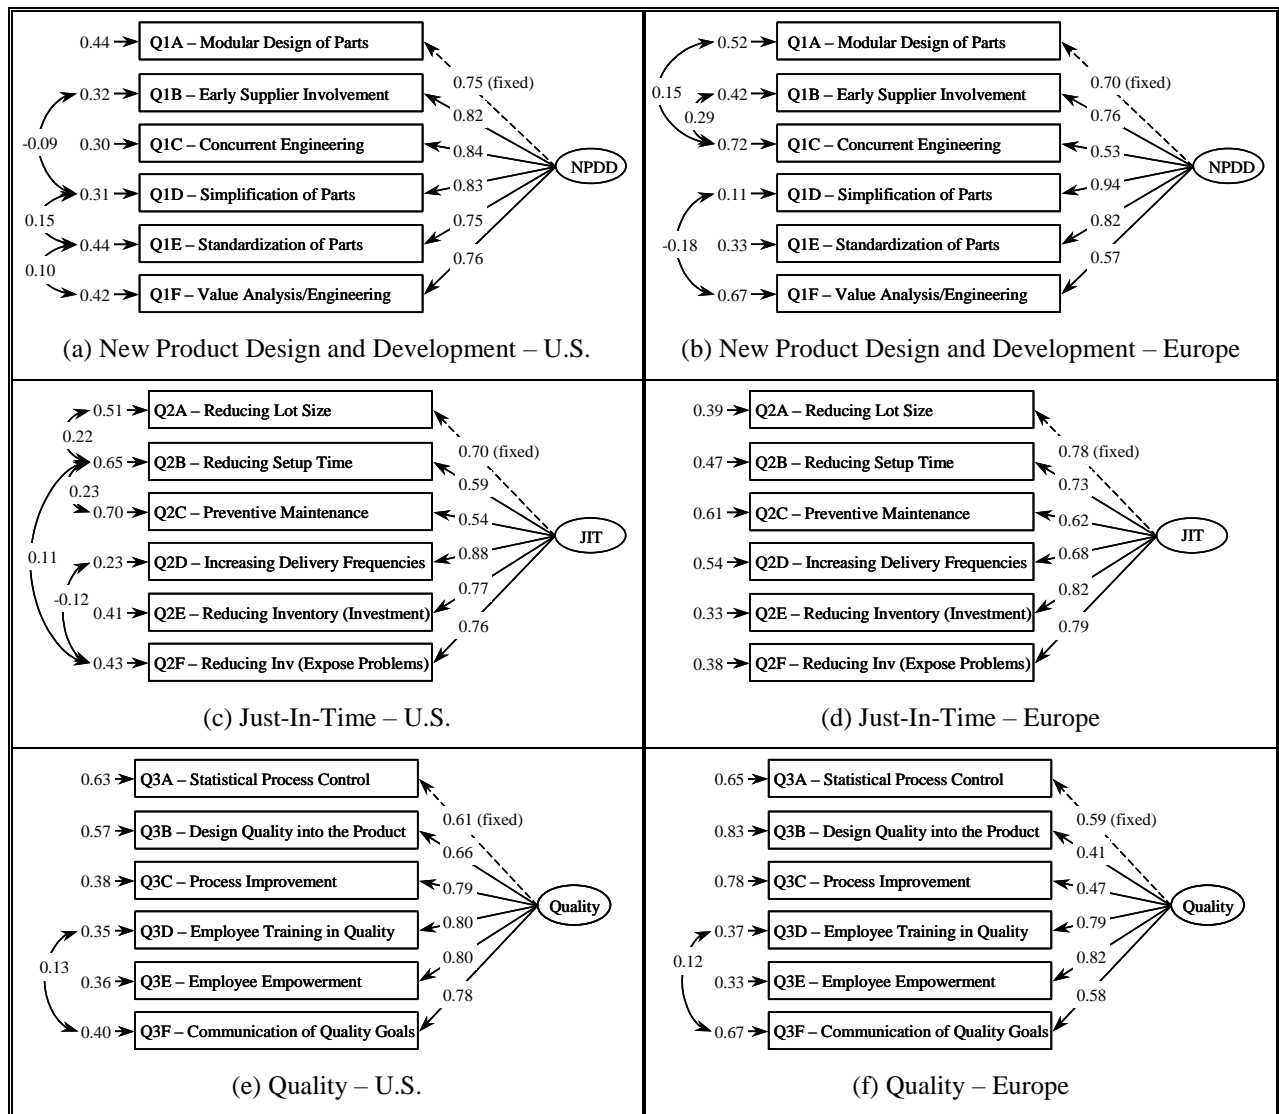 0.44 Q1A – Modular Design of Parts
0.75 (fixed)
0.32 Q1B – Early Supplier Involvement
0.82
-0.09
0.30 Q1C – Concurrent Engineering
0.84
NPDD
0.31 Q1D – Simplification of Parts
0.83
0.15
0.44 Q1E – Standardization of Parts
0.75
0.10
0.76
0.42 Q1F – Value Analysis/Engineering
(a) New Product Design and Development – U.S.
0.52 Q1A – Modular Design of Parts
0.70 (fixed)
0.15
0.42 Q1B – Early Supplier Involvement
0.76
0.29
0.72 Q1C – Concurrent Engineering
0.53
NPDD
0.11 Q1D – Simplification of Parts
0.94
0.82
-0.18
0.33 Q1E – Standardization of Parts
0.57
0.67 Q1F – Value Analysis/Engineering
(b) New Product Design and Development – Europe
0.51 Q2A – Reducing Lot Size
0.22
0.70 (fixed)
0.65 Q2B – Reducing Setup Time
0.59
0.23
0.70 Q2C – Preventive Maintenance
0.54
JIT
0.11
0.23 Q2D – Increasing Delivery Frequencies
0.88
0.77
-0.12
0.41 Q2E – Reducing Inventory (Investment)
0.76
0.43 Q2F – Reducing Inv (Expose Problems)
(c) Just-In-Time – U.S.
0.39 Q2A – Reducing Lot Size
0.78 (fixed)
0.47 Q2B – Reducing Setup Time
0.73
0.61 Q2C – Preventive Maintenance
0.62
JIT
0.54 Q2D – Increasing Delivery Frequencies
0.68
0.82
0.33 Q2E – Reducing Inventory (Investment)
0.79
0.38 Q2F – Reducing Inv (Expose Problems)
(d) Just-In-Time – Europe
0.63 Q3A – Statistical Process Control
0.61 (fixed)
0.57 Q3B – Design Quality into the Product
0.66
0.38 Q3C – Process Improvement
0.79
Quality
0.35 Q3D – Employee Training in Quality
0.80
0.80
0.13
0.36 Q3E – Employee Empowerment
0.78
0.40 Q3F – Communication of Quality Goals
(e) Quality – U.S.
0.65 Q3A – Statistical Process Control
0.59 (fixed)
0.83 Q3B – Design Quality into the Product
0.41
0.78 Q3C – Process Improvement
0.47
Quality
0.37 Q3D – Employee Training in Quality
0.79
0.82
0.12
0.33 Q3E – Employee Empowerment
0.58
0.67 Q3F – Communication of Quality Goals
(f) Quality – Europe